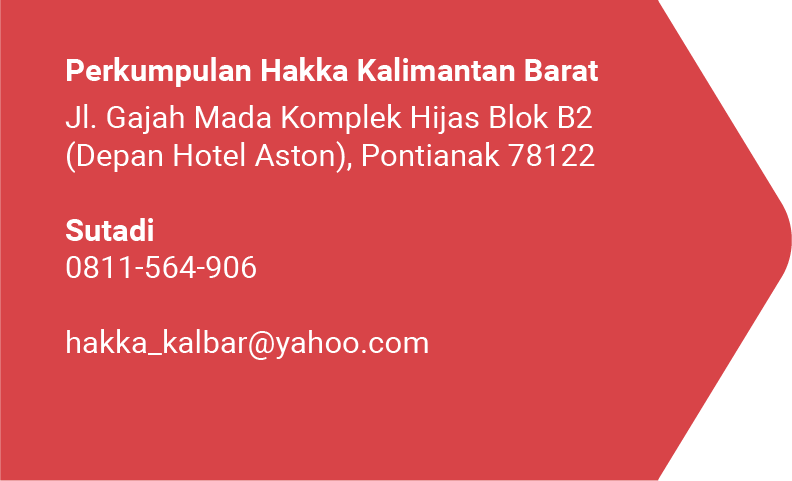 Perkumpulan Hakka Kalimantan Barat
Jl. Gajah Mada Komplek Hijas Blok B2
(Depan Hotel Aston), Pontianak 78122
Sutadi
0811-564-906
hakka_kalbar@yahoo.com